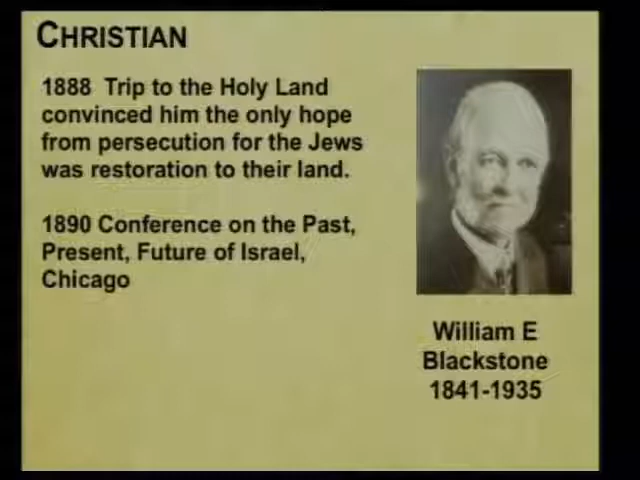 CHRISTIAN
1888 Trip to the Holy Land
convinced him the only hope
from persecution for the Jews
was restoration to their land.
1890 Conference on the Past,
Present, Future of Israel,
Chicago
William E
Blackstone
1841-1935